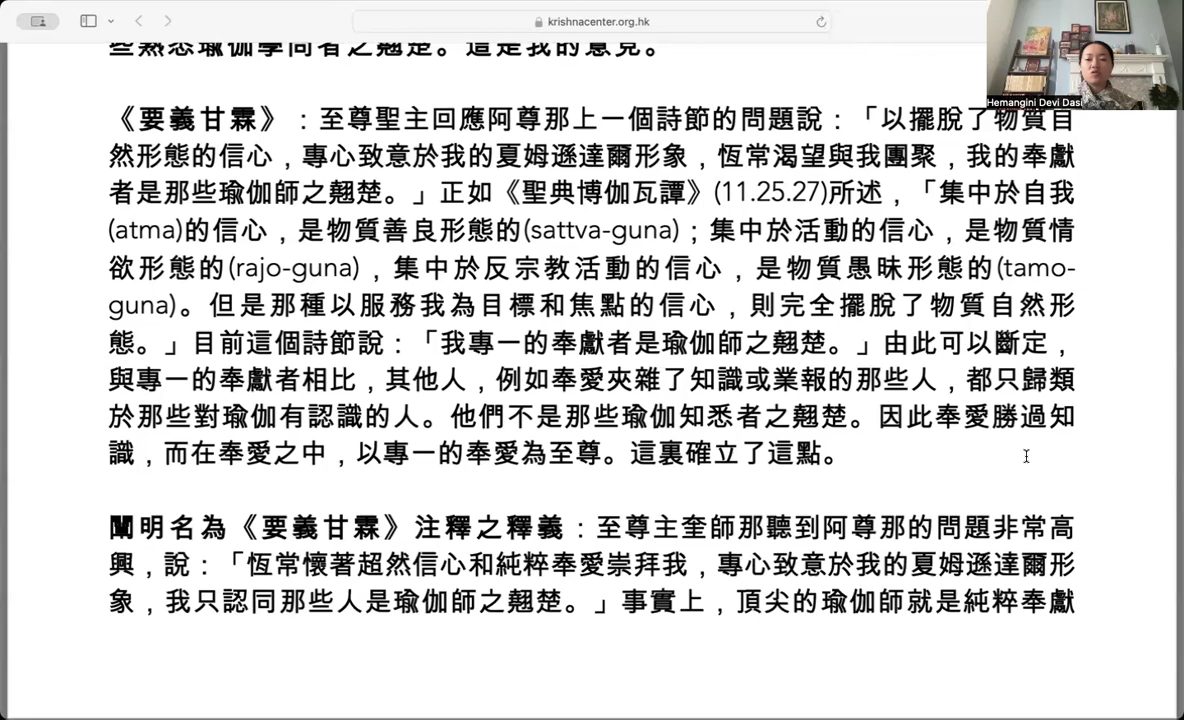 krishnacenter.org.hk
Hemangini Devi Dasi
些熟悉瑜伽學問者之翹楚。這是我的意見。
《要義甘霖》：至尊聖主回應阿尊那上一個詩節的問題說：「以擺脫了物質自
然形態的信心，專心致意於我的夏姆遜達爾形象，恆常渴望與我團聚，我的奉獻
者是那些瑜伽師之翹楚。」正如《聖典博伽瓦譚》(11.25.27)所述，「集中於自我
(atma)的信心，是物質善良形態的(sattva-guna)；集中於活動的信心，是物質情
欲形態的(rajo-guna)，集中於反宗教活動的信心，是物質愚昧形態的(tamo-
guna)。但是那種以服務我為目標和焦點的信心，則完全擺脫了物質自然形
態。」目前這個詩節說：「我專一的奉獻者是瑜伽師之翹楚。」由此可以斷定，
與專一的奉獻者相比，其他人，例如奉愛夾雜了知識或業報的那些人，都只歸類
於那些對瑜伽有認識的人。他們不是那些瑜伽知悉者之翹楚。因此奉愛勝過知
識，而在奉愛之中，以專一的奉愛為至尊。這裏確立了這點。
闡明名為《要義甘霖》注釋之釋義：至尊主奎師那聽到阿尊那的問題非常高
興，說：「恆常懷著超然信心和純粹奉愛崇拜我，專心致意於我的夏姆遜達爾形
象，我只認同那些人是瑜伽師之翹楚。」事實上，頂尖的瑜伽師就是純粹奉獻